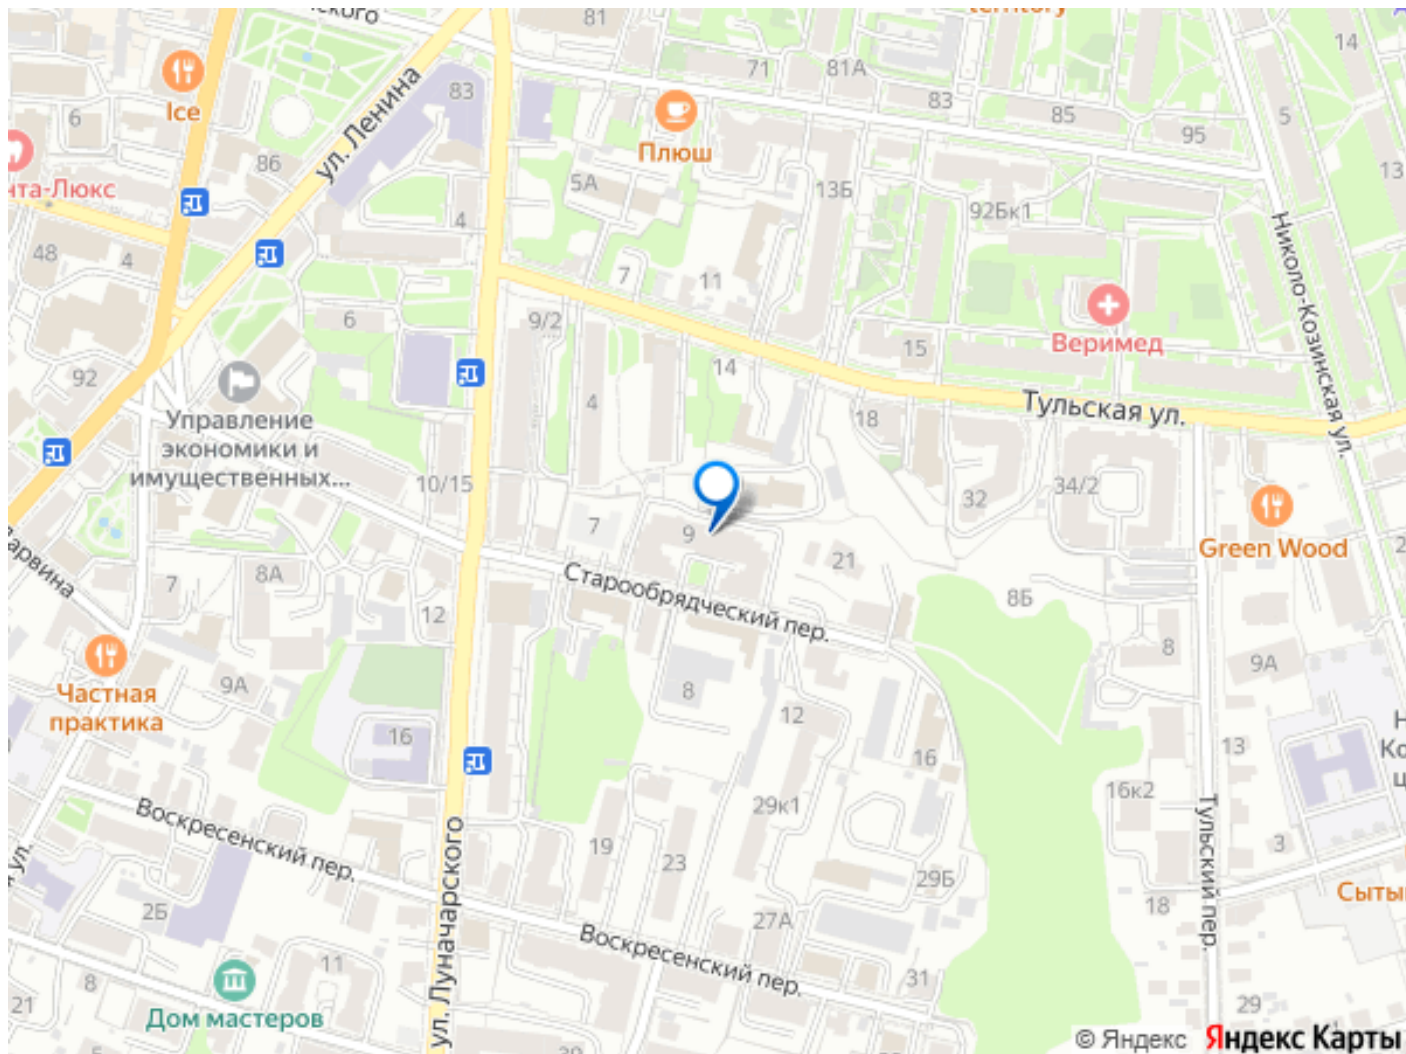 81
territory
14
71
81А
ул. Ленина
83
83
85
Ice
6
5
95
Плюш
86
13
5А
13Б
нта-Люкс
92Бк1
4
48
4
7
11
Николо-Козинская ул.
6
9/2
15
Веримед
14
92
4
Тульская ул.
18
Управление
экономики и
имущественных...
10/15
34/2
32
7
9
Green Wood
21
Старообрядческий пер.
7
8А
8Б
12
8
9А
Частная
практика
9А
8
12
16
16
13
29к1
16к2
Воскресенский пер.
ул. Луначарского
Тульский пер.
19
23
3
29Б
2Б
18
27А
Воскресенский пер.
11
8
31
21
Дом мастеров
29
© Яндекс Яндекс Карты